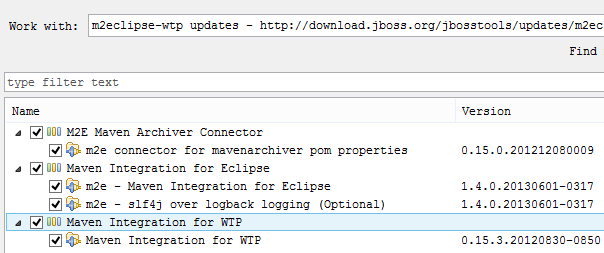 Work with: m2eclipse-wtp updates - http://download.jboss.org/jbosstools/updates/m2ec
Find
type filter text
Name Version
M2E Maven Archiver Connector
m2e connector for mavenarchiver pom properties 0.15.0.201212080009
Maven Integration for Eclipse
m2e - Maven Integration for Eclipse 1.4.0.20130601-0317
m2e - slf4j over logback logging (Optional) 1.4.0.20130601-0317
Maven Integration for WTP
Maven Integration for WTP 0.15.3.20120830-0850